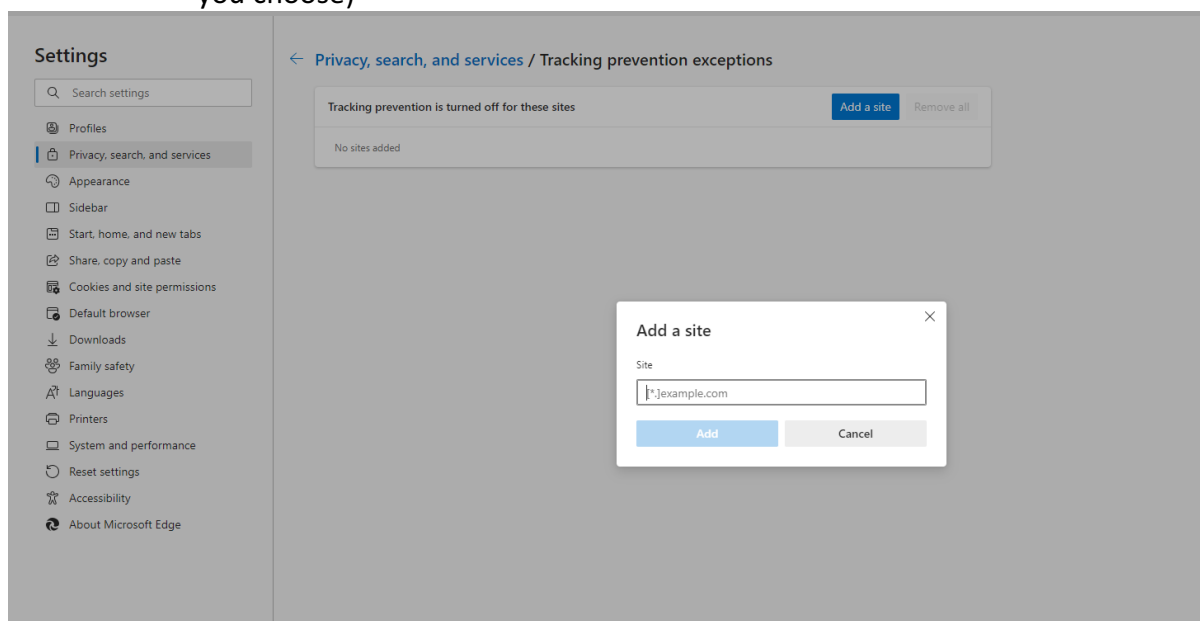 you choose)
Settings
Search settings
Profiles
Privacy, search, and services
Appearance
Sidebar
Start, home, and new tabs
Share, copy and paste
Cookies and site permissions
Default browser
Downloads
Family safety
Languages
Printers
System and performance
Reset settings
Accessibility
About Microsoft Edge
Privacy, search, and services / Tracking prevention exceptions
Tracking prevention is turned off for these sites
Add a site
Remove all
No sites added
Add a site
Site
[*.]example.com
Add
Cancel